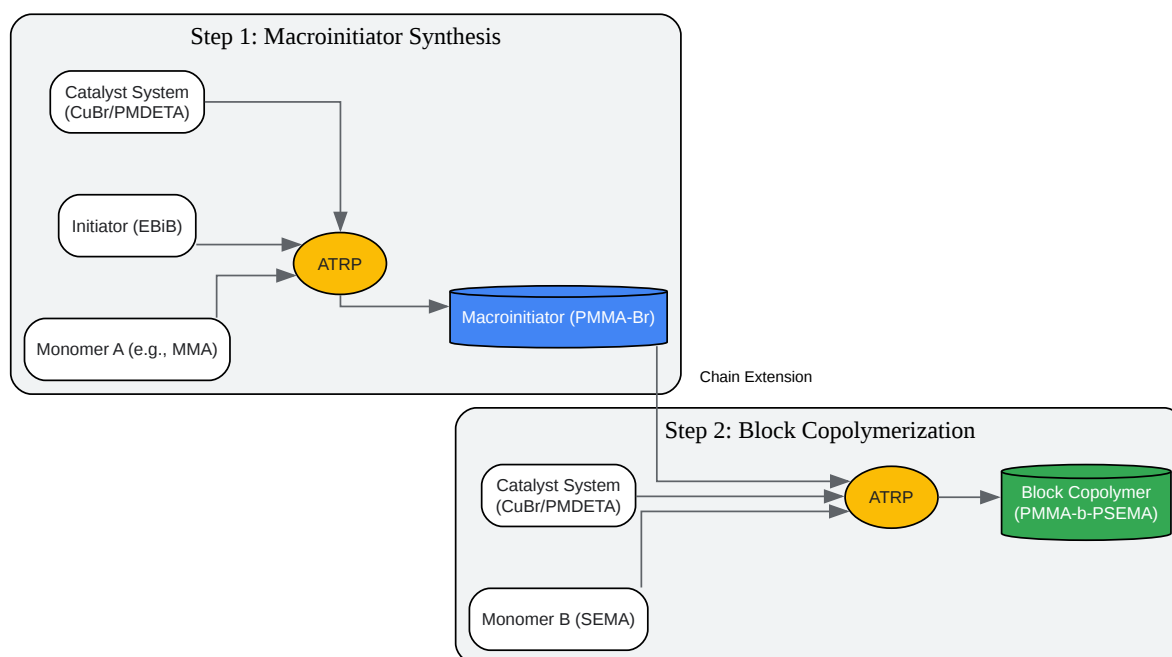 Step 1: Macroinitiator Synthesis
Catalyst System
(CuBr/PMDETA)
Initiator (EBiB)
ATRP
Macroinitiator (PMMA-Br)
Monomer A (e.g., MMA)
Chain Extension
Step 2: Block Copolymerization
Catalyst System
(CuBr/PMDETA)
ATRP
Block Copolymer
(PMMA-b-PSEMA)
Monomer B (SEMA)